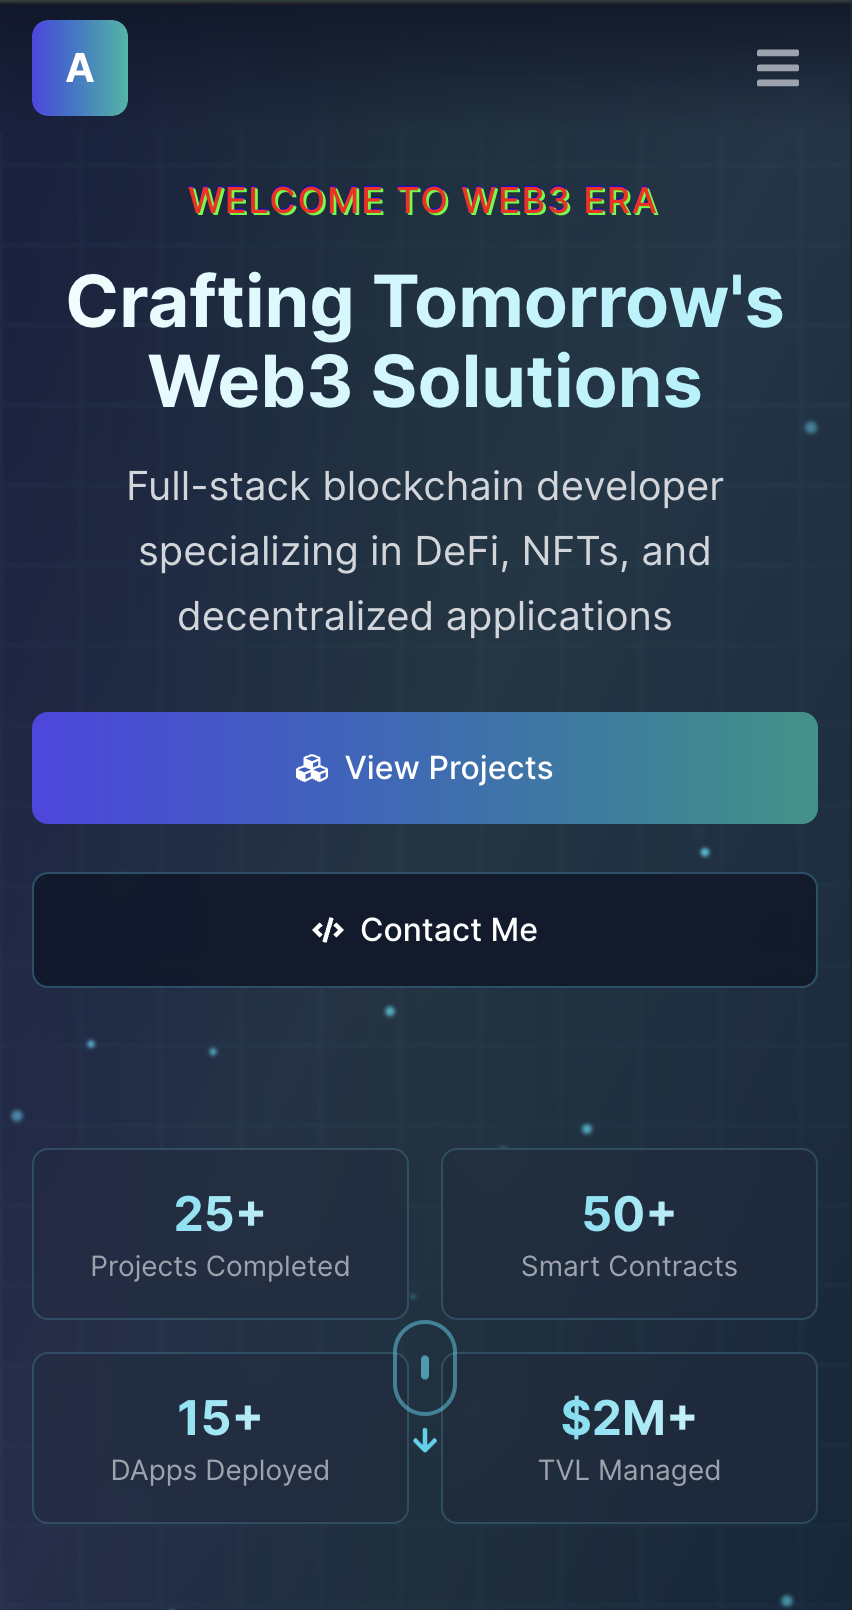 A
WELCOME TO WEB3 ERA
Crafting Tomorrow's
Web3 Solutions
Full-stack blockchain developer
specializing in DeFi, NFTs, and
decentralized applications
View Projects
Contact Me
25+
Projects Completed
50+
Smart Contracts
15+
DApps Deployed
$2M+
TVL Managed